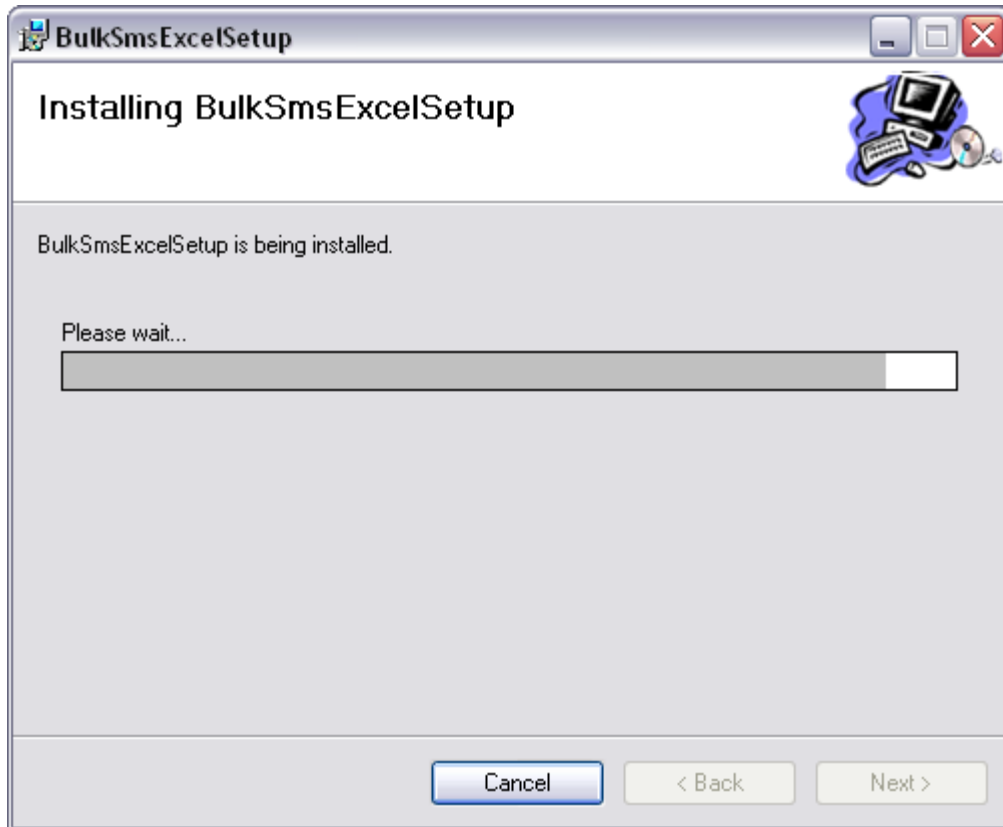 BulkSmsExcelSetup
Installing BulkSmsExcelSetup
BulkSmsExcelSetup is being installed.
Please wait...
Cancel
< Back
Next >